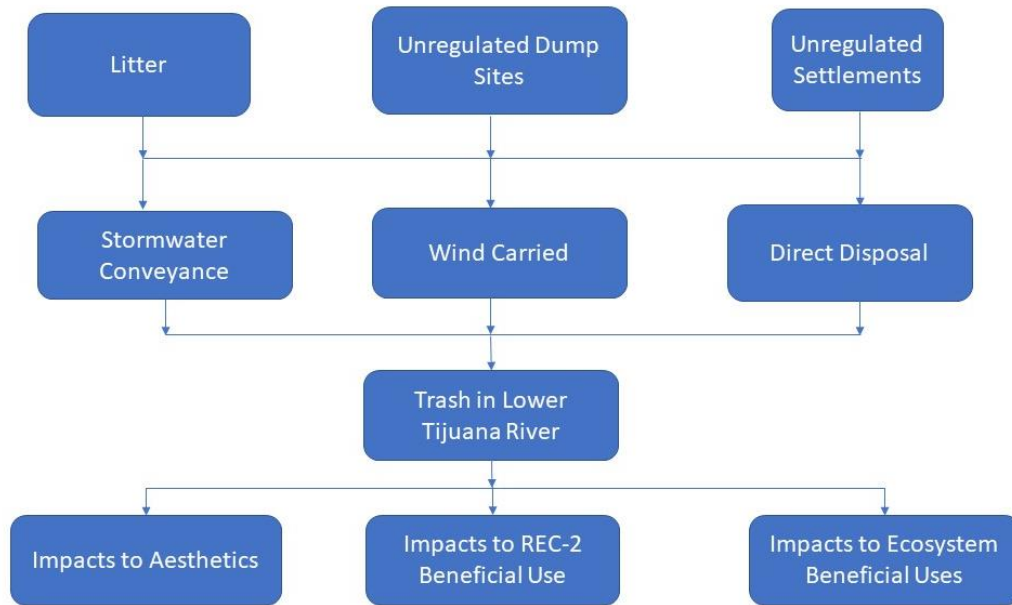 Litter
Unregulated Dump
Sites
Unregulated
Settlements
Stormwater
Conveyance
Wind Carried
Direct Disposal
Trash in Lower
Tijuana River
Impacts to Aesthetics
Impacts to REC-2
Beneficial Use
Impacts to Ecosystem
Beneficial Uses